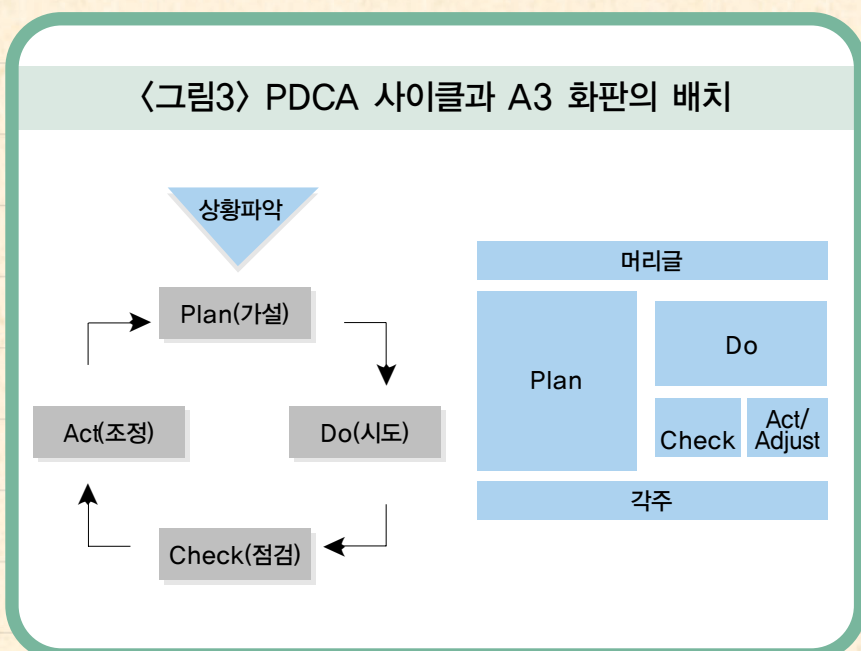 〈그림3〉 PDCA 사이클과 A3 화판의 배치
상황파악
Plan(가설)
Act(조정)
Do(시도)
Check(점검)
머리글
Plan
Do
Check
Act/
Adjust
각주